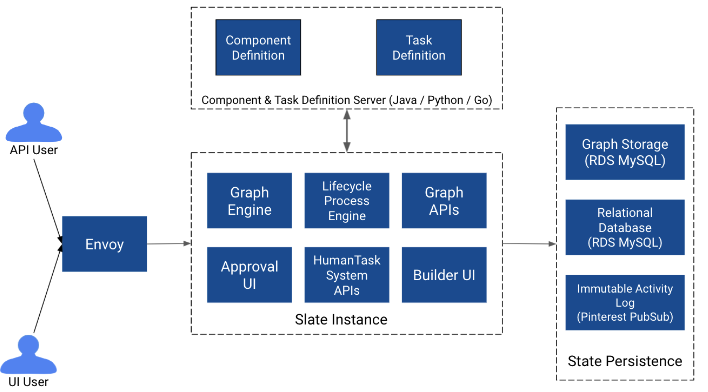 Component
Definition
Task
Definition
Component & Task Definition Server (Java / Python / Go)
API User
Envoy
UI User
Graph
Engine
Lifecycle
Process
Engine
Graph
APIs
Approval
UI
HumanTask
System
APIs
Builder UI
Slate Instance
Graph Storage
(RDS MySQL)
Relational
Database
(RDS MySQL)
Immutable Activity
Log
(Pinterest PubSub)
State Persistence